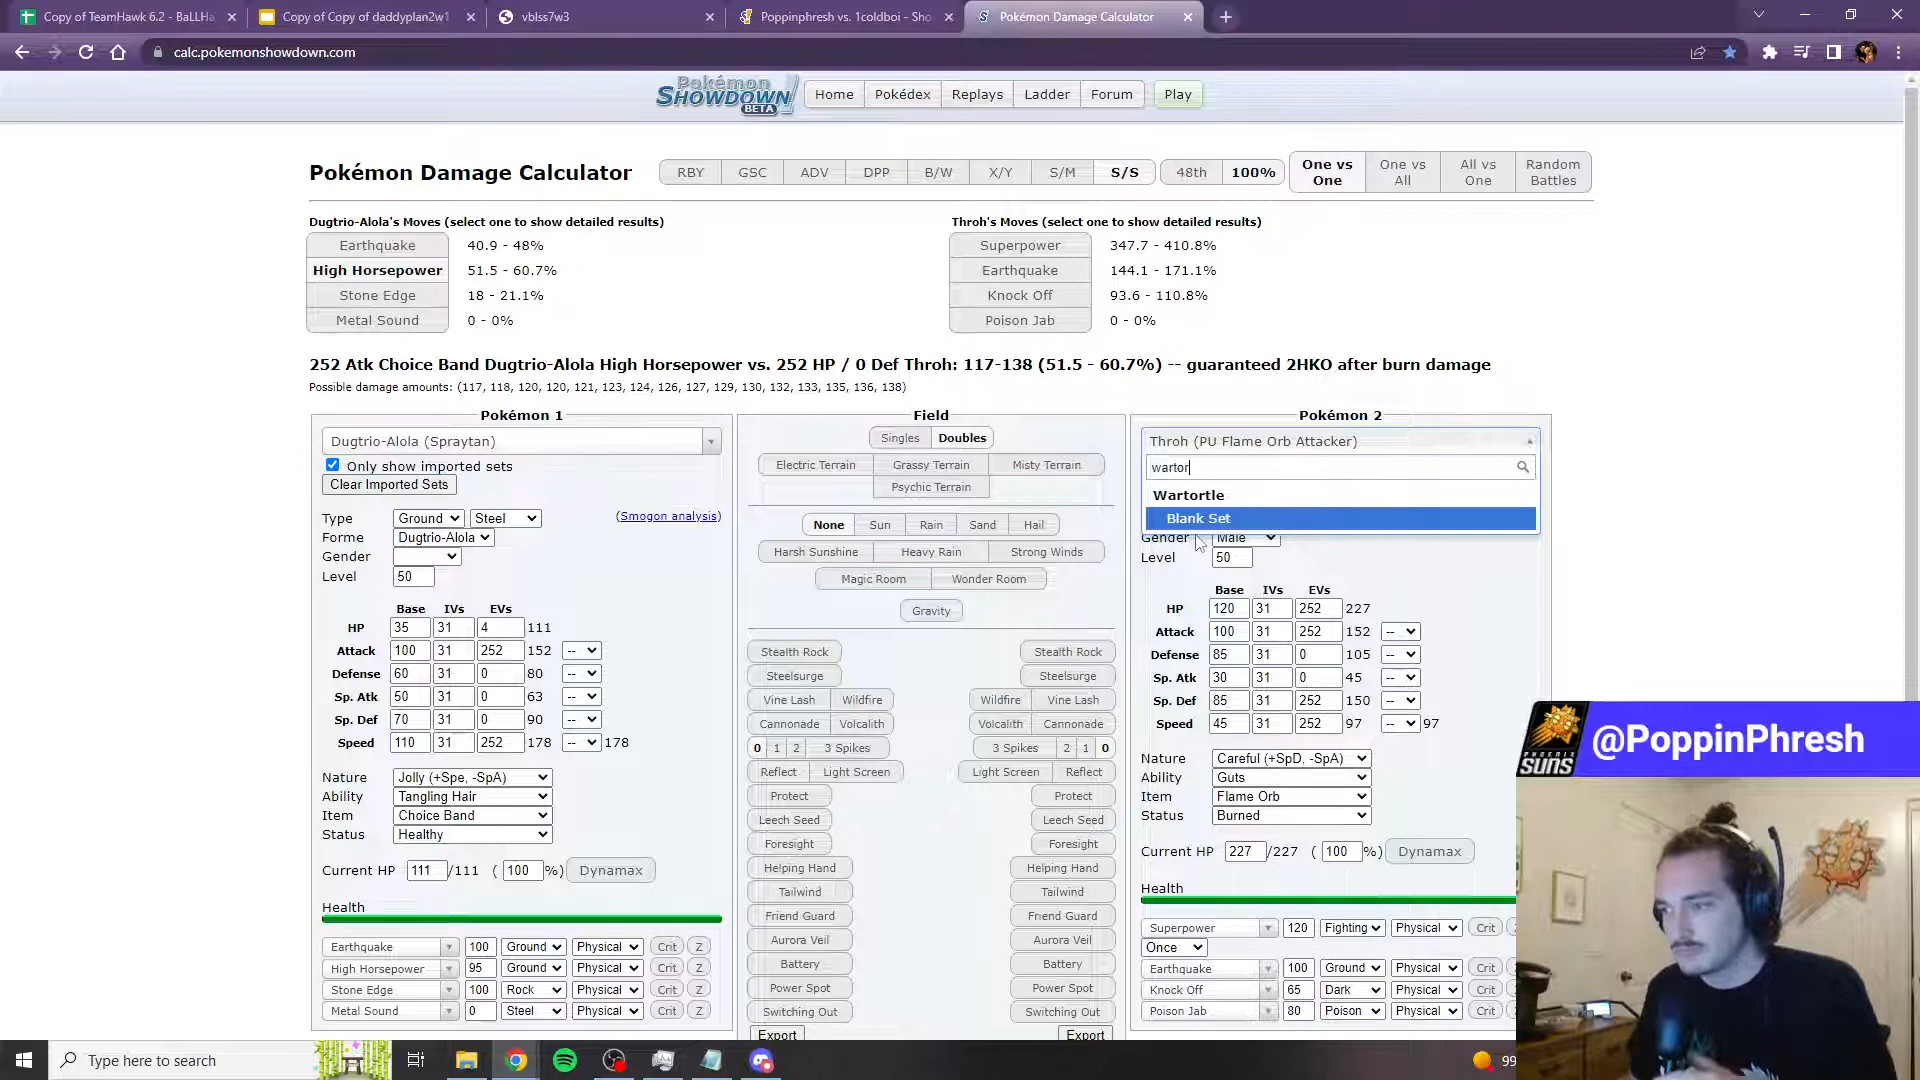 Copy of TeamHawk 6.2 - BaLLHa
Copy of Copy of daddyplan2w1
vblss7w3
Poppinphresh vs. 1coldboi - Sho
Pokémon Damage Calculator
calc.pokemonshowdown.com
Pokémon
SHOWDOWN
BETA
Home
Pokédex
Replays
Ladder
Forum
Play
Pokémon Damage Calculator
RBY GSC ADV DPP B/W X/Y S/M S/S
48th 100%
One vs One
One vs All
All vs One
Random Battles
Dugtrio-Alola's Moves (select one to show detailed results)
Earthquake 40.9 - 48%
High Horsepower 51.5 - 60.7%
Stone Edge 18 - 21.1%
Metal Sound 0 - 0%
Throh's Moves (select one to show detailed results)
Superpower 347.7 - 410.8%
Earthquake 144.1 - 171.1%
Knock Off 93.6 - 110.8%
Poison Jab 0 - 0%
252 Atk Choice Band Dugtrio-Alola High Horsepower vs. 252 HP / 0 Def Throh: 117-138 (51.5 - 60.7%) -- guaranteed 2HKO after burn damage
Possible damage amounts: (117, 118, 120, 120, 121, 123, 124, 126, 127, 129, 130, 132, 133, 135, 136, 138)
Pokémon 1
Dugtrio-Alola (Spraytan)
Only show imported sets
Clear Imported Sets
Type Ground Steel (Smogon analysis)
Forme Dugtrio-Alola
Gender
Level 50
Base IVs EVs
HP 35 31 4 111
Attack 100 31 252 152 --
Defense 60 31 0 80 --
Sp. Atk 50 31 0 63 --
Sp. Def 70 31 0 90 --
Speed 110 31 252 178 -- 178
Nature Jolly (+Spe, -SpA)
Ability Tangling Hair
Item Choice Band
Status Healthy
Current HP 111 /111 ( 100 %) Dynamax
Health
Earthquake 100 Ground Physical Crit Z
High Horsepower 95 Ground Physical Crit Z
Stone Edge 100 Rock Physical Crit Z
Metal Sound 0 Steel Physical Crit Z
Field
Singles Doubles
Electric Terrain Grassy Terrain Misty Terrain
Psychic Terrain
None Sun Rain Sand Hail
Harsh Sunshine Heavy Rain Strong Winds
Magic Room Wonder Room
Gravity
Stealth Rock Stealth Rock
Steelsurge Steelsurge
Vine Lash Wildfire Wildfire Vine Lash
Cannonade Volcalith Volcalith Cannonade
0 1 2 3 Spikes 3 Spikes 2 1 0
Reflect Light Screen Light Screen Reflect
Protect Protect
Leech Seed Leech Seed
Foresight Foresight
Helping Hand Helping Hand
Tailwind Tailwind
Friend Guard Friend Guard
Aurora Veil Aurora Veil
Battery Battery
Power Spot Power Spot
Switching Out Switching Out
Export Export
Pokémon 2
Throh (PU Flame Orb Attacker)
wartor
Wartortle
Blank Set
Gender Male
Level 50
Base IVs EVs
HP 120 31 252 227
Attack 100 31 252 152 --
Defense 85 31 0 105 --
Sp. Atk 30 31 0 45 --
Sp. Def 85 31 252 150 --
Speed 45 31 252 97 -- 97
Nature Careful (+SpD, -SpA)
Ability Guts
Item Flame Orb
Status Burned
Current HP 227 /227 ( 100 %) Dynamax
Health
Superpower 120 Fighting Physical Crit
Once
Earthquake 100 Ground Physical Crit
Knock Off 65 Dark Physical Crit
Poison Jab 80 Poison Physical Crit
PHOENIX
SUNS
@PoppinPhresh
Type here to search
99